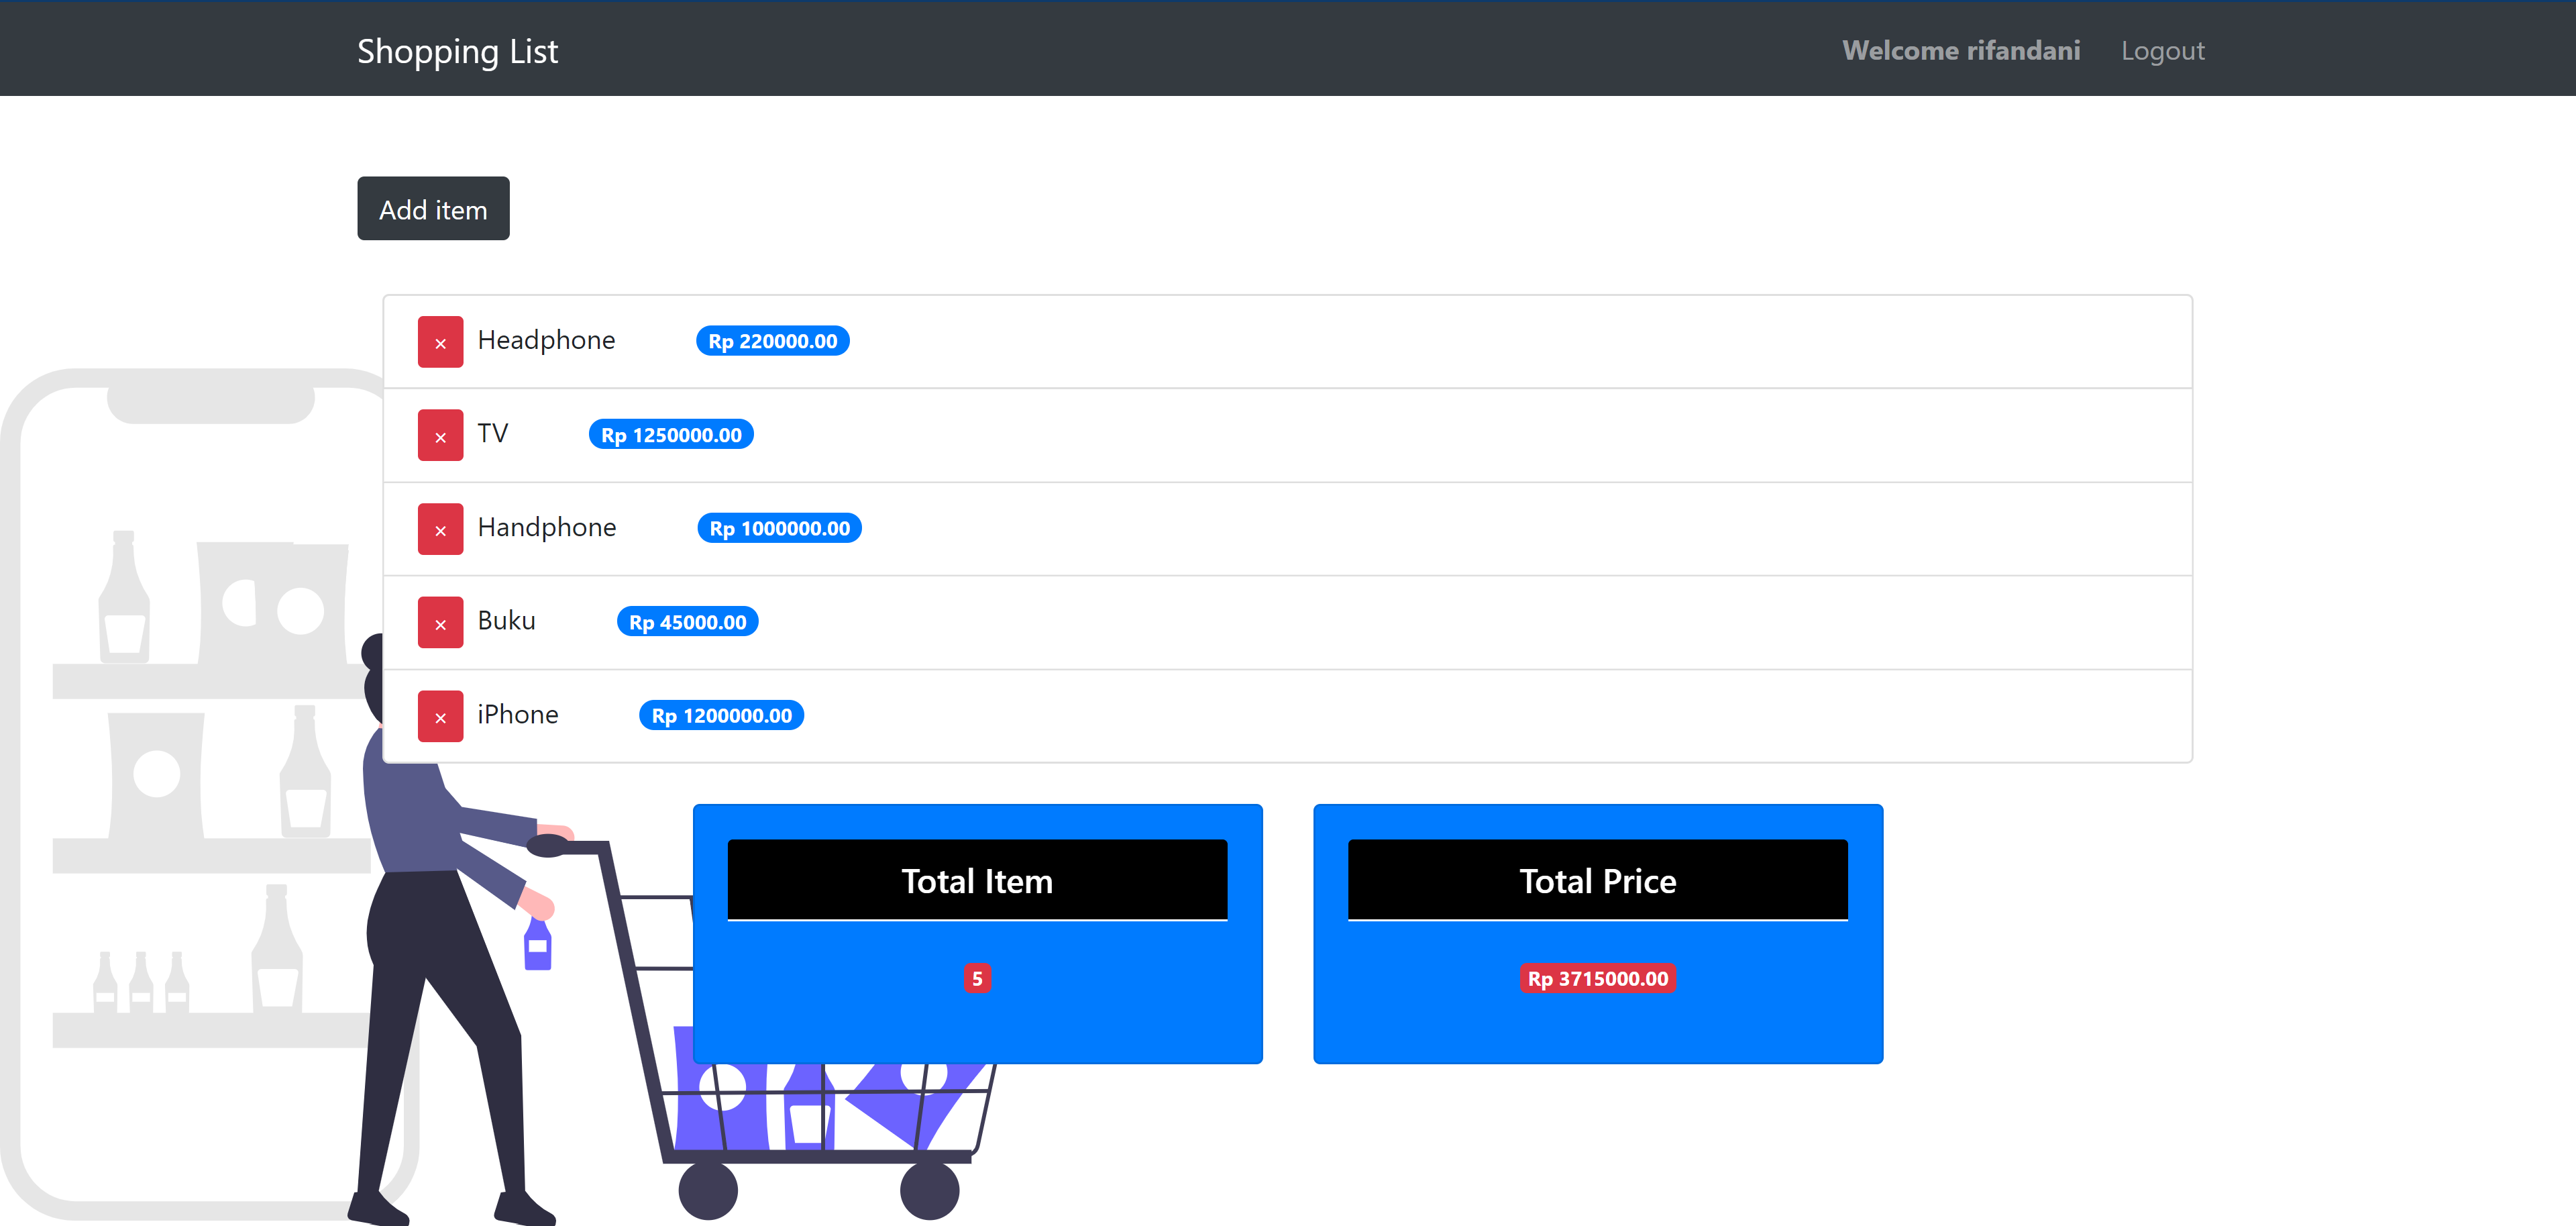 Shopping List Welcome rifandani Logout
Add item
× Headphone Rp 220000.00
× TV Rp 1250000.00
× Handphone Rp 1000000.00
× Buku Rp 45000.00
× iPhone Rp 1200000.00
Total Item
5
Total Price
Rp 3715000.00